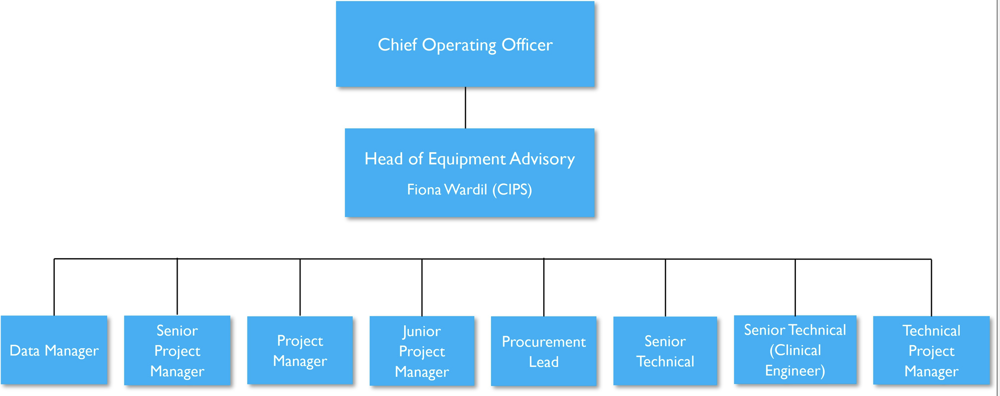 Chief Operating Officer
Head of Equipment Advisory
Fiona Wardil (CIPS)
Data Manager
Senior
Project
Manager
Project
Manager
Junior
Project
Manager
Procurement
Lead
Senior
Technical
Senior Technical
(Clinical
Engineer)
Technical
Project
Manager